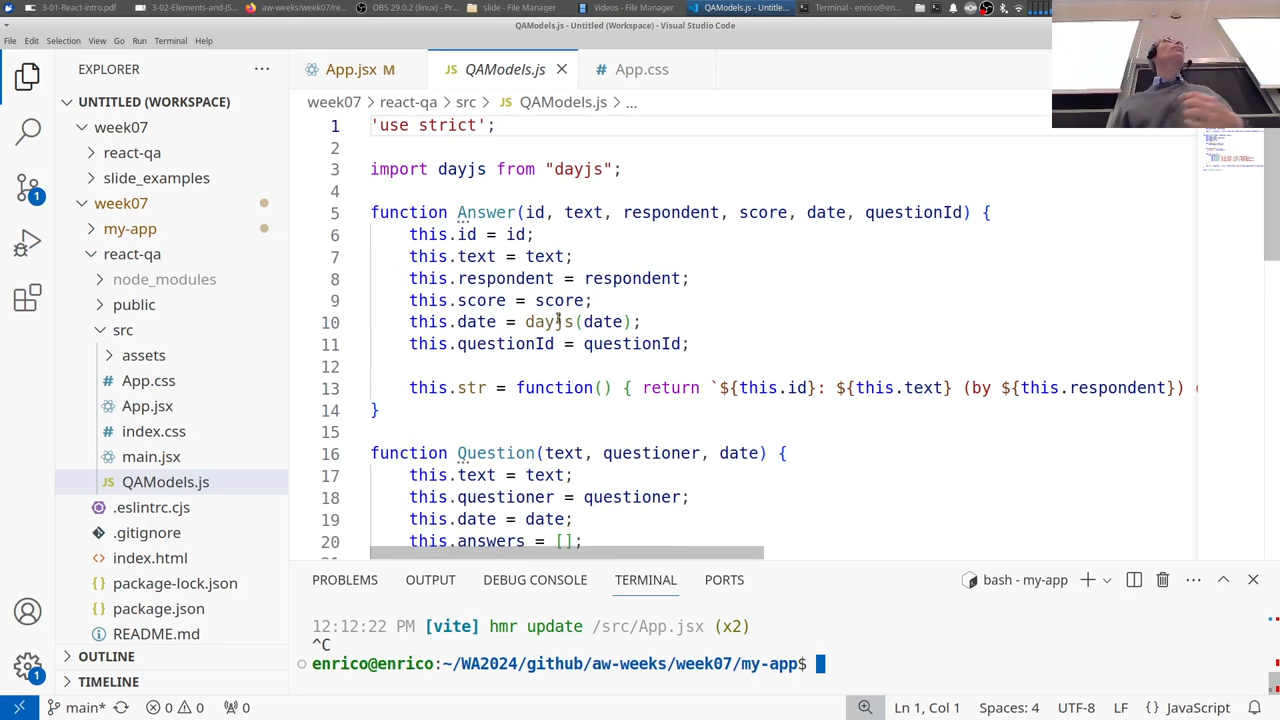 3-01-React-intro.pdf
3-02-Elements-and-JS...
aw-weeks/week07/re...
OBS 29.0.2 (linux) - Pr...
slide - File Manager
Videos - File Manager
QAModels.js - Untitle...
Terminal - enrico@en...
QAModels.js - Untitled (Workspace) - Visual Studio Code
File Edit Selection View Go Run Terminal Help
EXPLORER ...
App.jsx M
QAModels.js
App.css
UNTITLED (WORKSPACE)
week07 > react-qa > src > QAModels.js > ...
week07
react-qa
slide_examples
week07
my-app
react-qa
node_modules
public
src
assets
App.css
App.jsx
index.css
main.jsx
QAModels.js
.eslintrc.cjs
.gitignore
index.html
package-lock.json
package.json
README.md
OUTLINE
TIMELINE
1 'use strict';
2
3 import dayjs from "dayjs";
4
5 function Answer(id, text, respondent, score, date, questionId) {
6 this.id = id;
7 this.text = text;
8 this.respondent = respondent;
9 this.score = score;
10 this.date = dayjs(date);
11 this.questionId = questionId;
12
13 this.str = function() { return `${this.id}: ${this.text} (by ${this.respondent})
14 }
15
16 function Question(text, questioner, date) {
17 this.text = text;
18 this.questioner = questioner;
19 this.date = date;
20 this.answers = [];
PROBLEMS OUTPUT DEBUG CONSOLE TERMINAL PORTS
bash - my-app
12:12:22 PM [vite] hmr update /src/App.jsx (x2)
^C
enrico@enrico:~/WA2024/github/aw-weeks/week07/my-app$
main* 0 0 0
Ln 1, Col 1 Spaces: 4 UTF-8 LF {} JavaScript